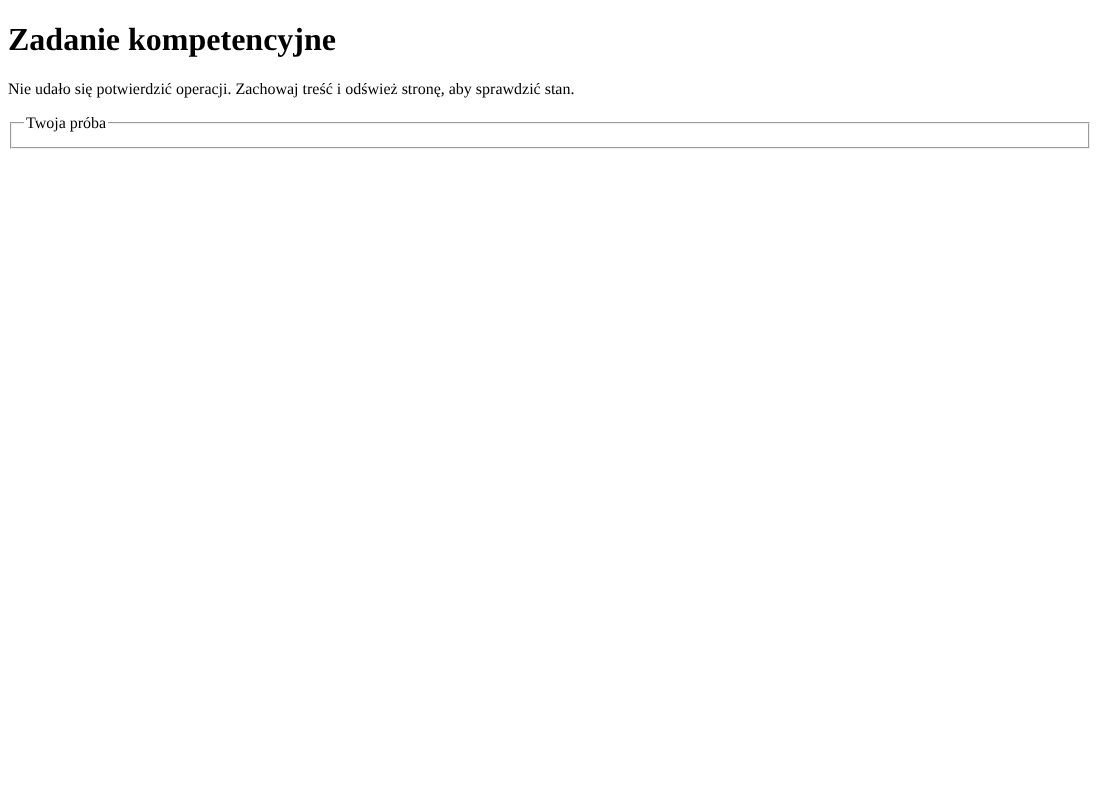 Zadanie kompetencyjne
Nie udało się potwierdzić operacji. Zachowaj treść i odśwież stronę, aby sprawdzić stan.
Twoja próba